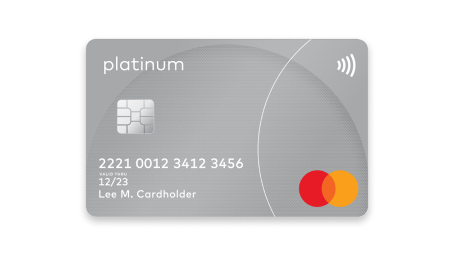 platinum
2221 0012 3412 3456
VALID THRU
12/23
Lee M. Cardholder